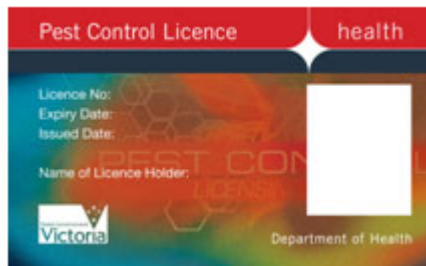 Pest Control Licence health
Licence No:
Expiry Date:
Issued Date:
PEST CONTROL
LICENSE
Name of Licence Holder:
Victoria
Department of Health